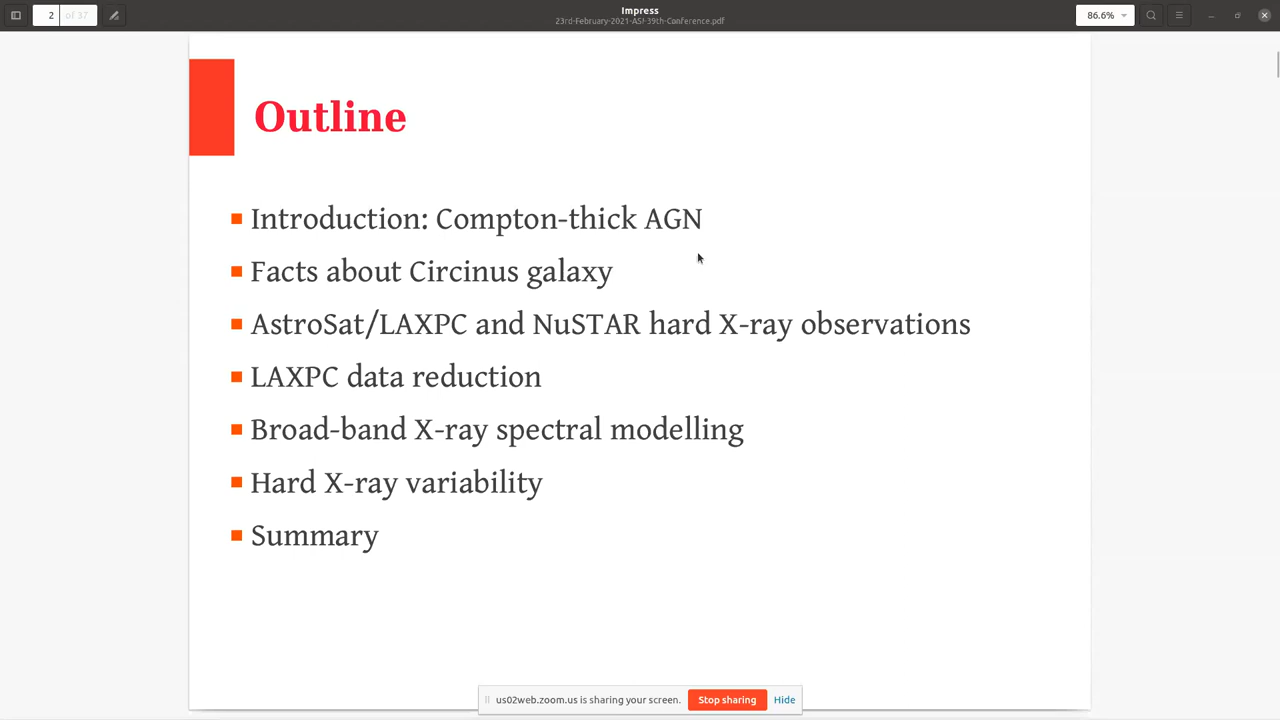 2 of 37
Impress
23rd-February-2021-ASI-39th-Conference.pdf
86.6%
Outline
Introduction: Compton-thick AGN
Facts about Circinus galaxy
AstroSat/LAXPC and NuSTAR hard X-ray observations
LAXPC data reduction
Broad-band X-ray spectral modelling
Hard X-ray variability
Summary
us02web.zoom.us is sharing your screen. Stop sharing Hide